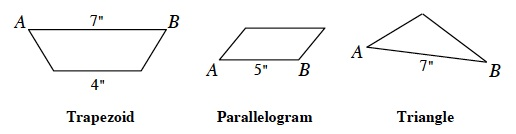 A 7" B
4"
Trapezoid
A 5" B
Parallelogram
A 7" B
Triangle